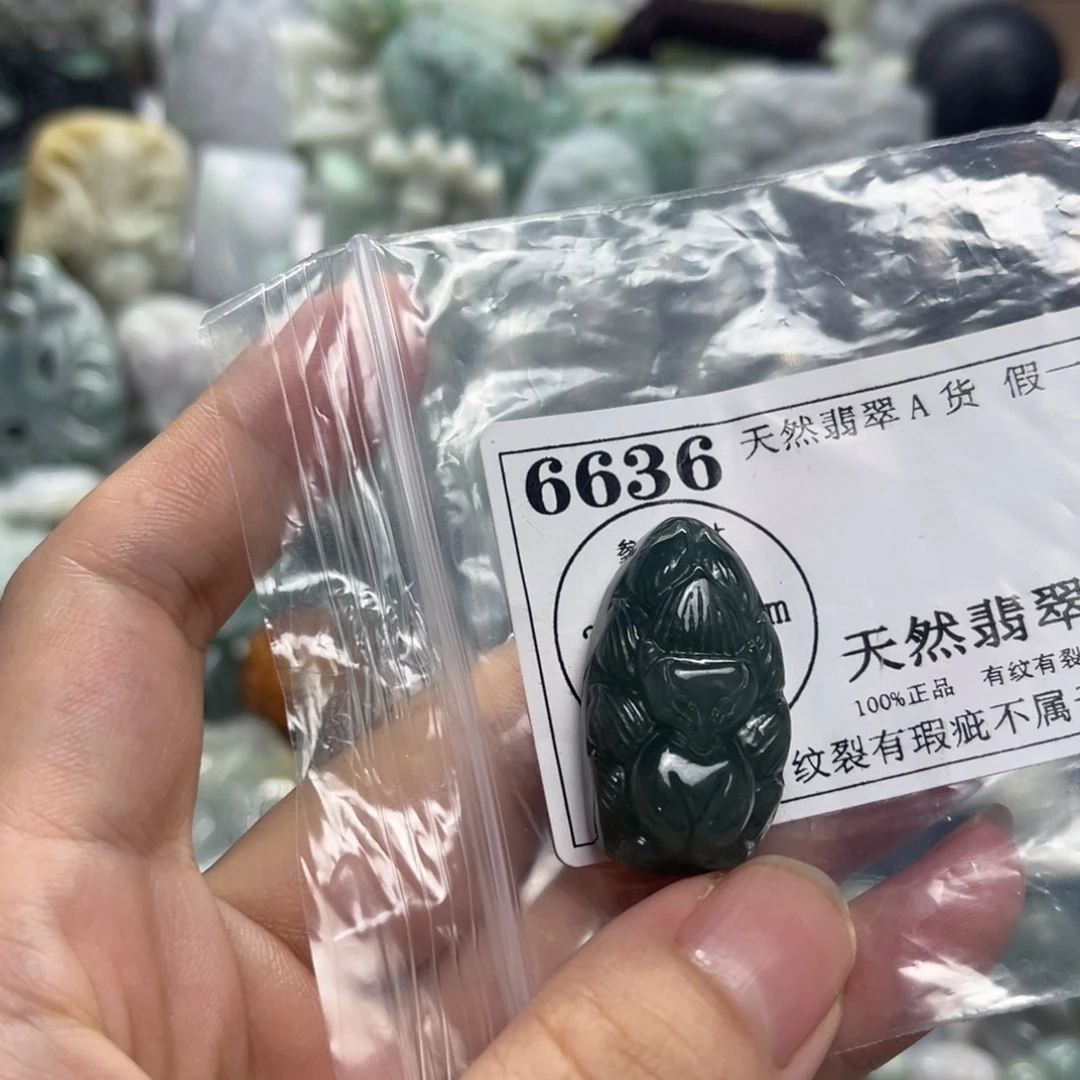 6636
天然翡翠A货 假一
天然翡翠
100%正品 有纹有裂
纹裂有瑕疵不属